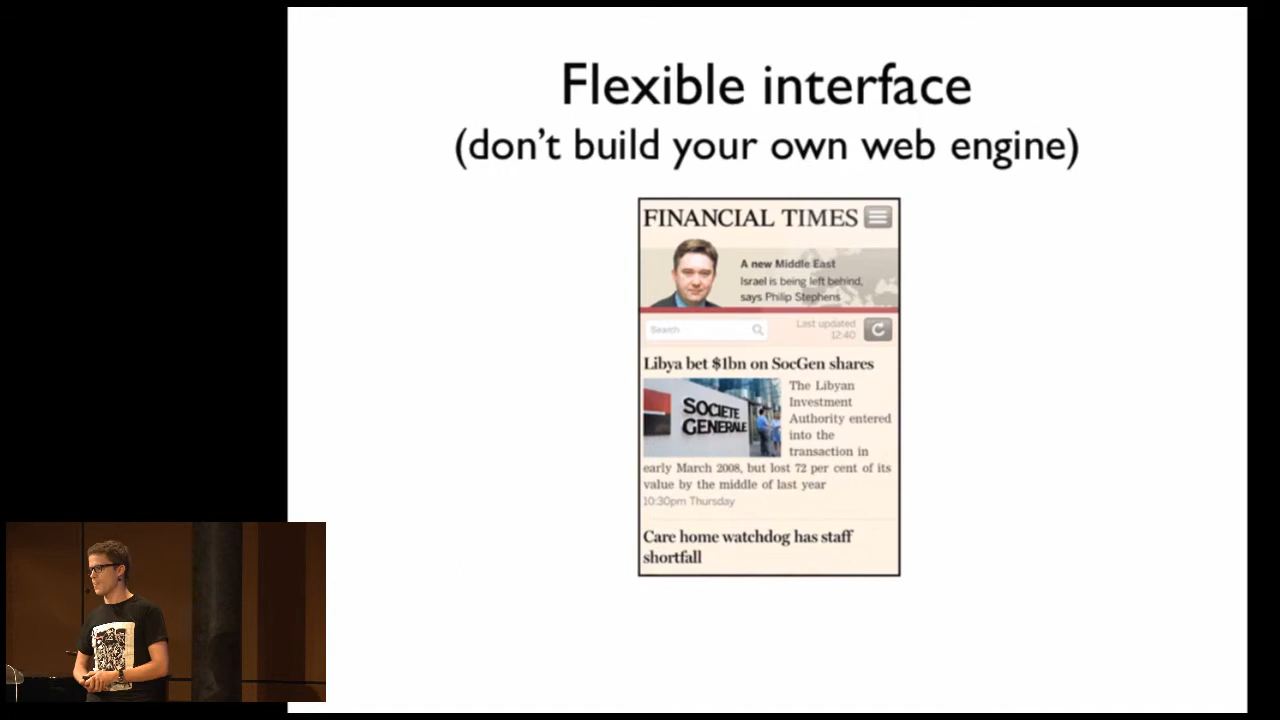 Flexible interface
(don't build your own web engine)
FINANCIAL TIMES
A new Middle East
Israel is being left behind,
says Philip Stephens
Search
Last updated
12:40
Libya bet $1bn on SocGen shares
SOCIETE
GENERALE
The Libyan
Investment
Authority entered
into the
transaction in
early March 2008, but lost 72 per cent of its
value by the middle of last year
10:30pm Thursday
Care home watchdog has staff
shortfall